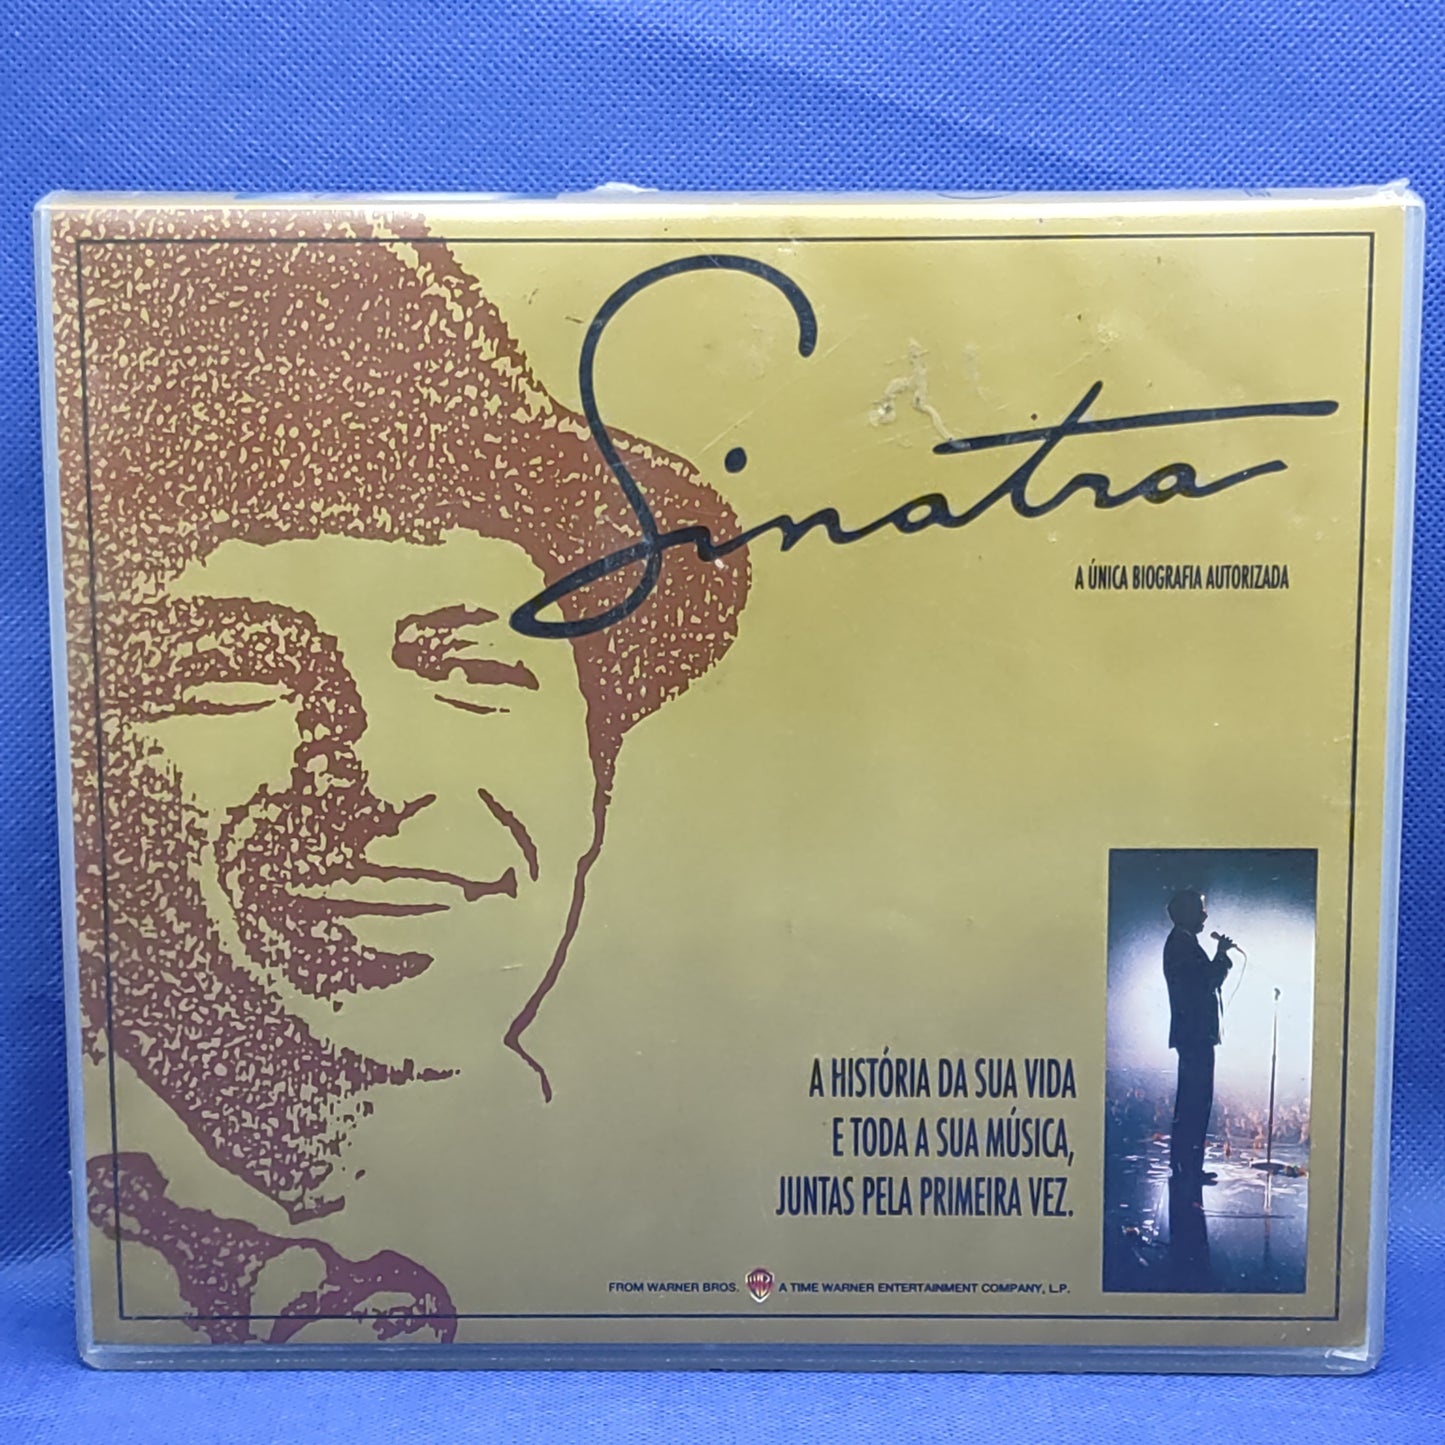 Sinatra
A ÚNICA BIOGRAFIA AUTORIZADA
A HISTÓRIA DA SUA VIDA
E TODA A SUA MÚSICA,
JUNTAS PELA PRIMEIRA VEZ.
FROM WARNER BROS. A TIME WARNER ENTERTAINMENT COMPANY, L.P.